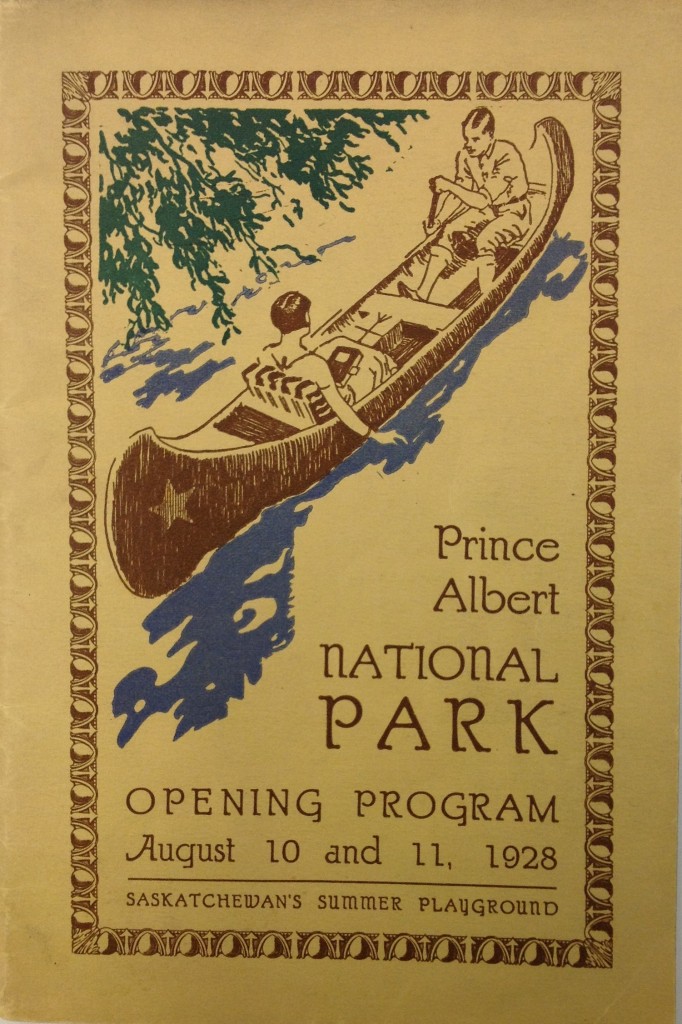 Prince
Albert
NATIONAL
PARK
OPENING PROGRAM
August 10 and 11, 1928
SASKATCHEWAN'S SUMMER PLAYGROUND